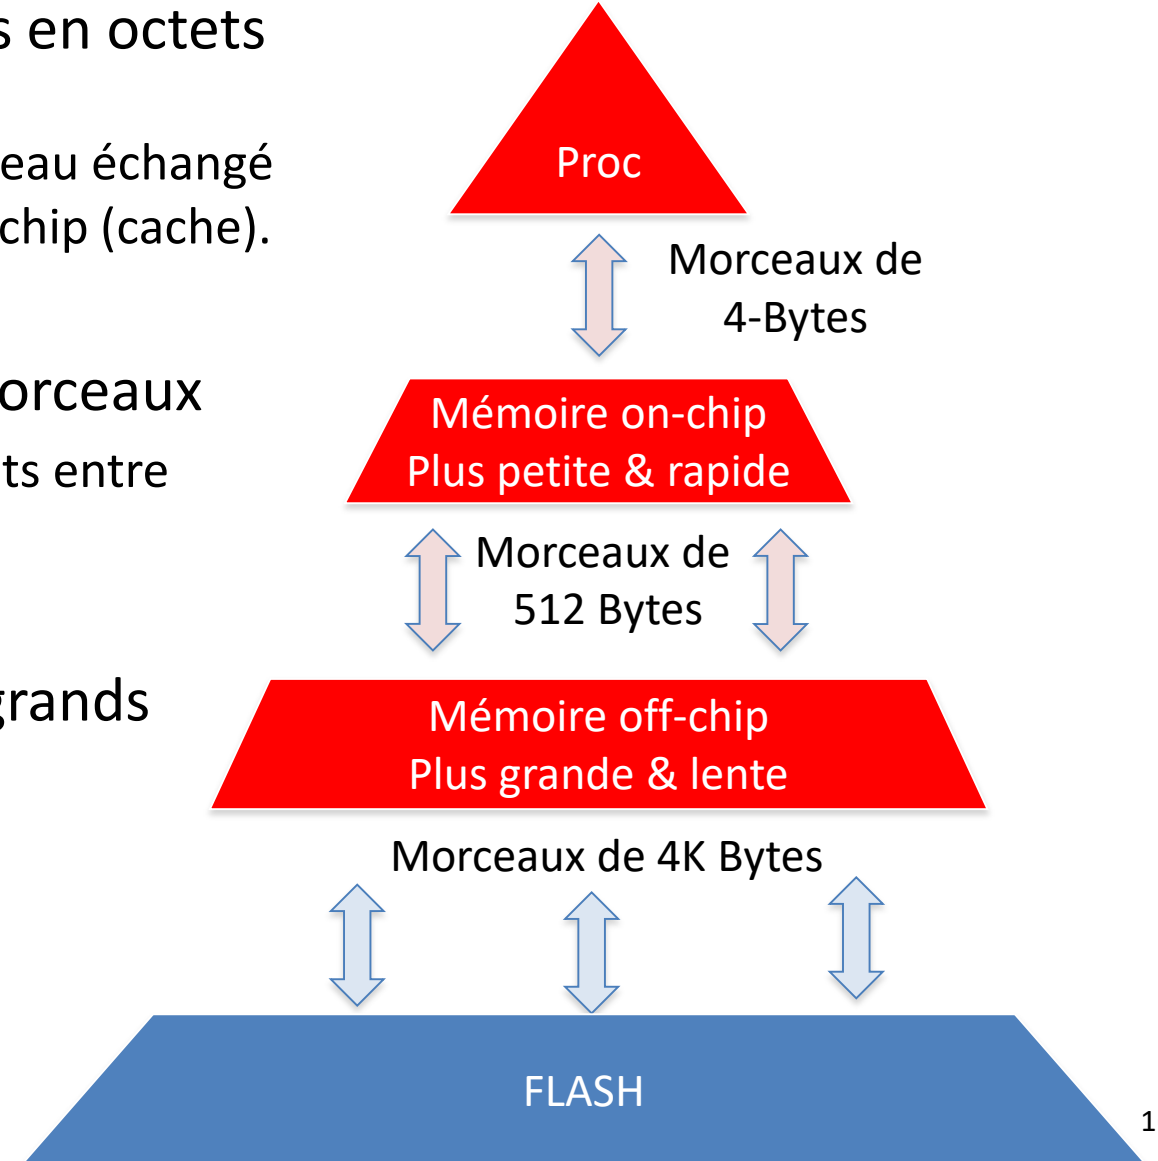 s en octets
eau échangé
chip (cache).
orceaux
ts entre
grands
Proc
Morceaux de
4-Bytes
Mémoire on-chip
Plus petite & rapide
Morceaux de
512 Bytes
Mémoire off-chip
Plus grande & lente
Morceaux de 4K Bytes
FLASH
1